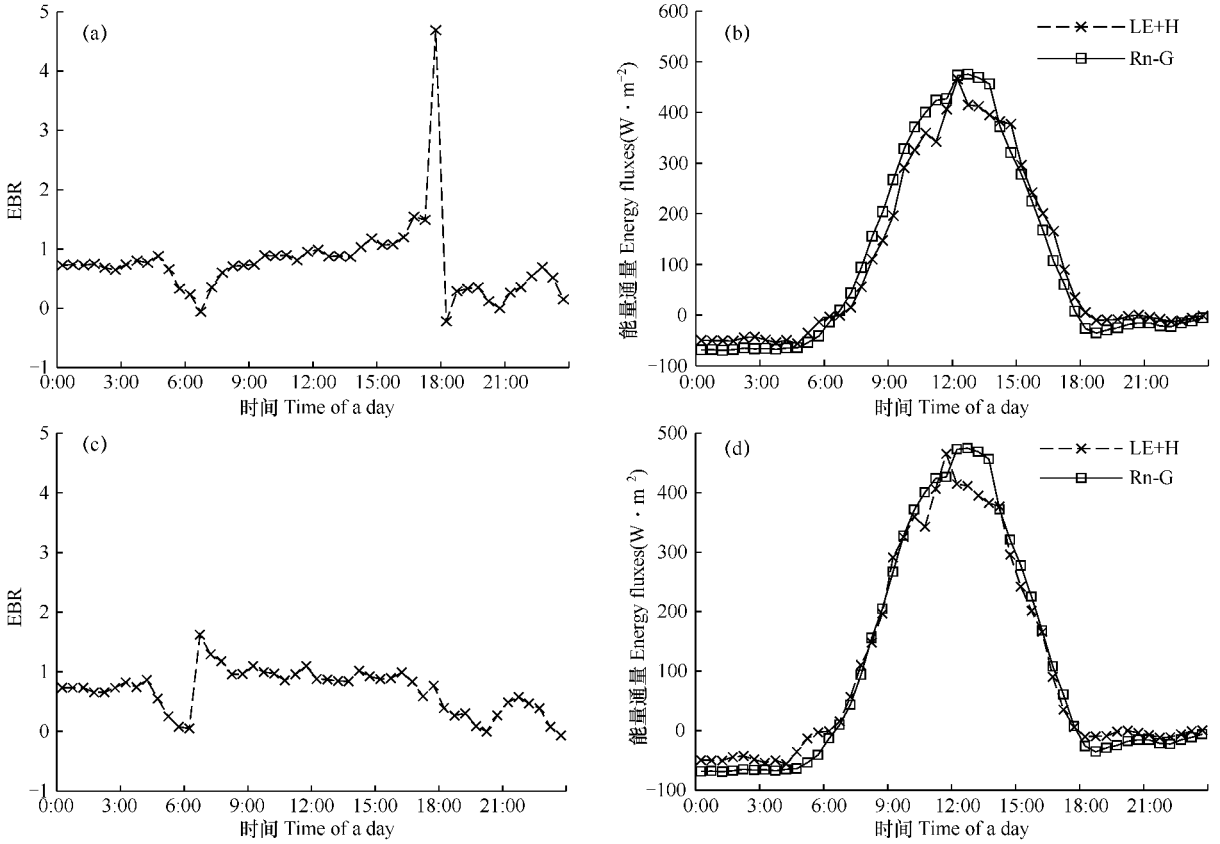 (a)
EBR
5
4
3
2
1
0
−1
0:00 3:00 6:00 9:00 12:00 15:00 18:00 21:00
时间 Time of a day
(b)
LE+H
Rn-G
能量通量 Energy fluxes(W·m−2)
600
500
400
300
200
100
0
−100
0:00 3:00 6:00 9:00 12:00 15:00 18:00 21:00
时间 Time of a day
(c)
EBR
5
4
3
2
1
0
−1
0:00 3:00 6:00 9:00 12:00 15:00 18:00 21:00
时间 Time of a day
(d)
LE+H
Rn-G
能量通量 Energy fluxes(W·m−2)
500
400
300
200
100
0
−100
0:00 3:00 6:00 9:00 12:00 15:00 18:00 21:00
时间 Time of a day